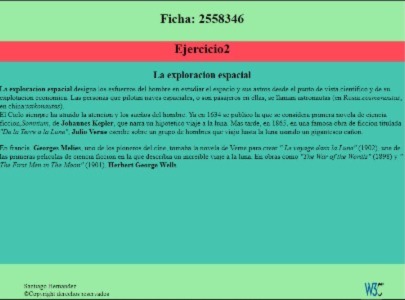 Ficha: 2558346
Ejercicio2
La exploracion espacial
La exploracion espacial designa los esfuerzos del hombre en estudiar el espacio y sus astros desde el punto de vista cientifico y de su
explotacion economica. Las personas que pilotan naves espaciales, o son pasajeros en ellas, se llaman astronautas (en Rusia:cosmonautas,
en china:taikonautas).
El Cielo siempre ha atraido la atencion y los sueños del hombre. Ya en 1634 se publico la que se considera primera novela de ciencia
ficcion,Somnium, de Johannes Kepler, que narra un hipotetico viaje a la luna. Mas tarde, en 1865, en una famosa obra de ficcion titulada
"De la Terre a la Lune", Julio Verne escribe sobre un grupo de hombres que viajo hasta la luna usando un gigantesco cañon.
En francia, Georges Melies, uno de los pioneros del cine, tomaba la novela de Verne para crear "Le voyage dans la Lune" (1902), una de
las primeras peliculas de ciencia ficcion en la que describia un increible viaje a la luna. En obras como "The War of the Worlds" (1898) y "
The First Men in The Moon" (1901), Herbert George Wells
Santiago Hernandez
©Copyright derechos reservados
W3C